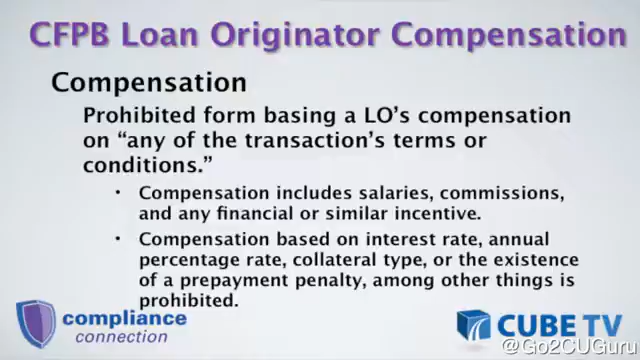 CFPB Loan Originator Compensation
Compensation
Prohibited form basing a LO's compensation
on “any of the transaction's terms or
conditions.”
• Compensation includes salaries, commissions,
and any financial or similar incentive.
• Compensation based on interest rate, annual
percentage rate, collateral type, or the existence
of a prepayment penalty, among other things is
prohibited.
compliance
connection
CUBE TV
@Go2CUGuru